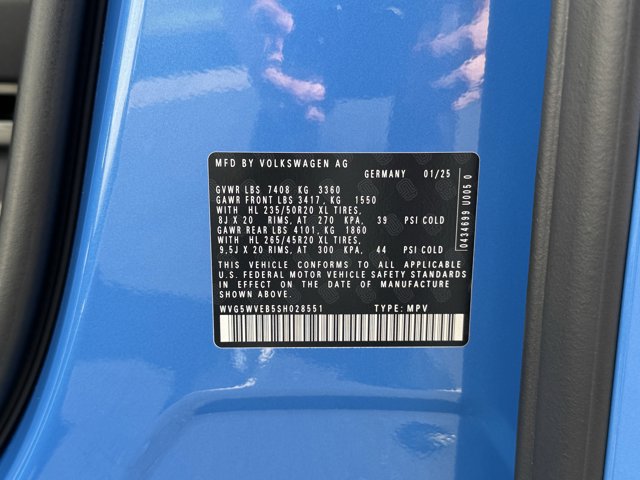 MFD BY VOLKSWAGEN AG
GERMANY 01/25
GVWR LBS 7408 KG 3360
GAWR FRONT LBS 3417, KG 1550
WITH HL 235/50R20 XL TIRES,
8J X 20 RIMS, AT 270 KPA, 39 PSI COLD
GAWR REAR LBS 4101, KG 1860
WITH HL 265/45R20 XL TIRES,
9,5J X 20 RIMS, AT 300 KPA, 44 PSI COLD
THIS VEHICLE CONFORMS TO ALL APPLICABLE
U.S. FEDERAL MOTOR VEHICLE SAFETY STANDARDS
IN EFFECT ON THE DATE OF MANUFACTURE
SHOWN ABOVE.
WVG5WVEB5SH028551 TYPE: MPV
0434699 U005 0